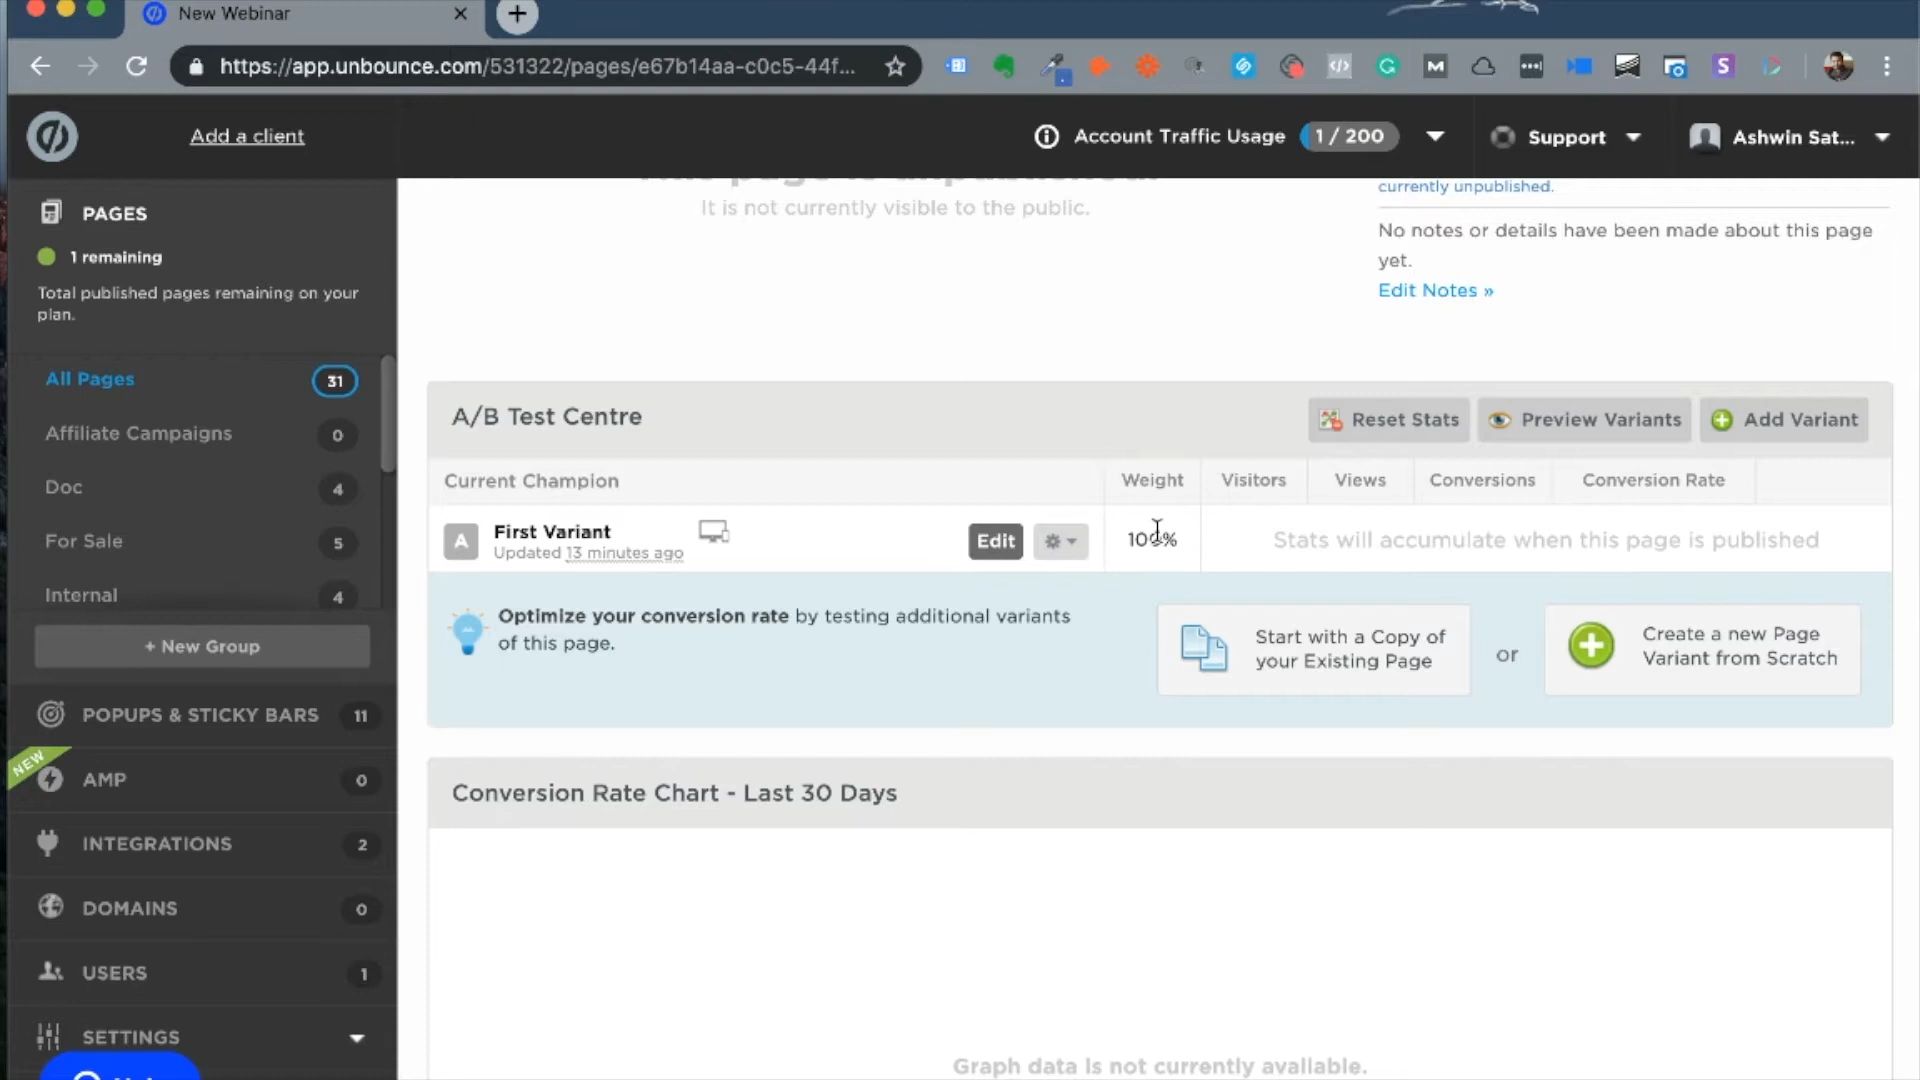 New Webinar
https://app.unbounce.com/531322/pages/e67b14aa-c0c5-44f...
Add a client
Account Traffic Usage
1 / 200
Support
Ashwin Sat...
PAGES
1 remaining
Total published pages remaining on your
plan.
All Pages
31
Affiliate Campaigns
0
Doc
4
For Sale
5
Internal
4
+ New Group
POPUPS & STICKY BARS
11
NEW
AMP
0
INTEGRATIONS
2
DOMAINS
0
USERS
1
SETTINGS
This page is unpublished.
It is not currently visible to the public.
currently unpublished.
No notes or details have been made about this page
yet.
Edit Notes »
A/B Test Centre
Reset Stats
Preview Variants
Add Variant
Current Champion
Weight
Visitors
Views
Conversions
Conversion Rate
A
First Variant
Updated 13 minutes ago
Edit
100%
Stats will accumulate when this page is published
Optimize your conversion rate by testing additional variants
of this page.
Start with a Copy of
your Existing Page
or
Create a new Page
Variant from Scratch
Conversion Rate Chart - Last 30 Days
Graph data is not currently available.